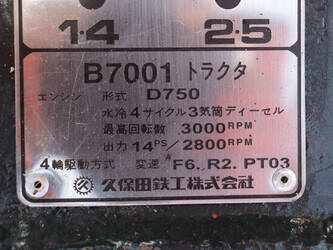 1·4 2·5
B7001 トラクタ
エンジン 形式 D750
水冷4サイクル3気筒ディーゼル
最高回転数 3000RPM
出力 14PS/2800RPM
4輪駆動方式 変速 F6. R2. PT03
久保田鉄工株式会社